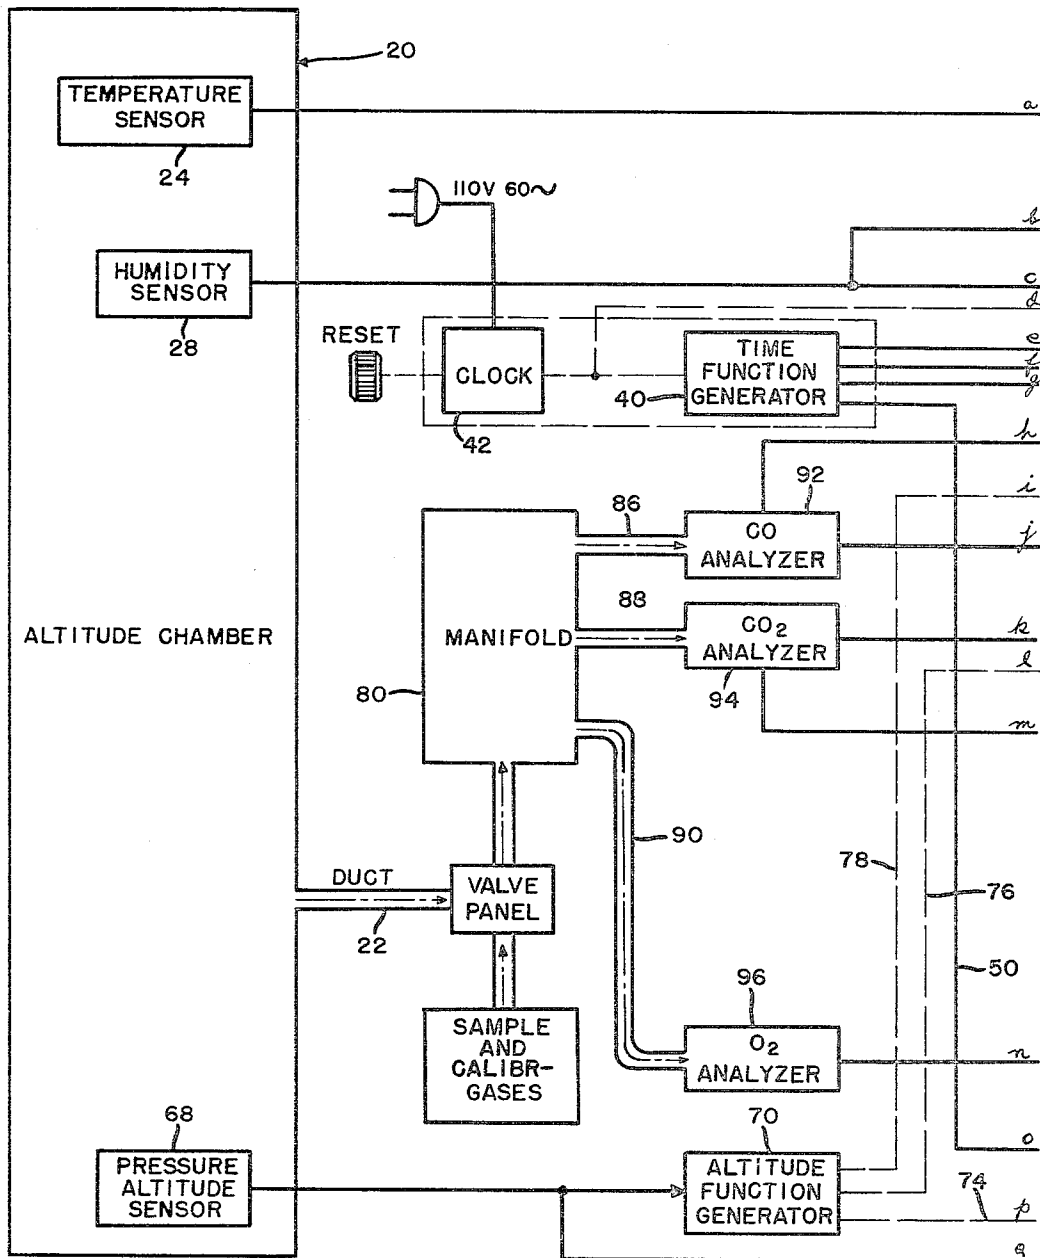 20
TEMPERATURE
SENSOR
24
a
110V 60~
b
HUMIDITY
SENSOR
28
c
d
RESET
CLOCK
42
TIME
FUNCTION
GENERATOR
40
e
f
g
h
i
86
92
CO
ANALYZER
j
ALTITUDE CHAMBER
MANIFOLD
80
88
CO2
ANALYZER
94
k
l
m
90
78
76
50
DUCT
22
VALVE
PANEL
SAMPLE
AND
CALIBR-
GASES
96
O2
ANALYZER
n
68
PRESSURE
ALTITUDE
SENSOR
70
ALTITUDE
FUNCTION
GENERATOR
o
74
p
q